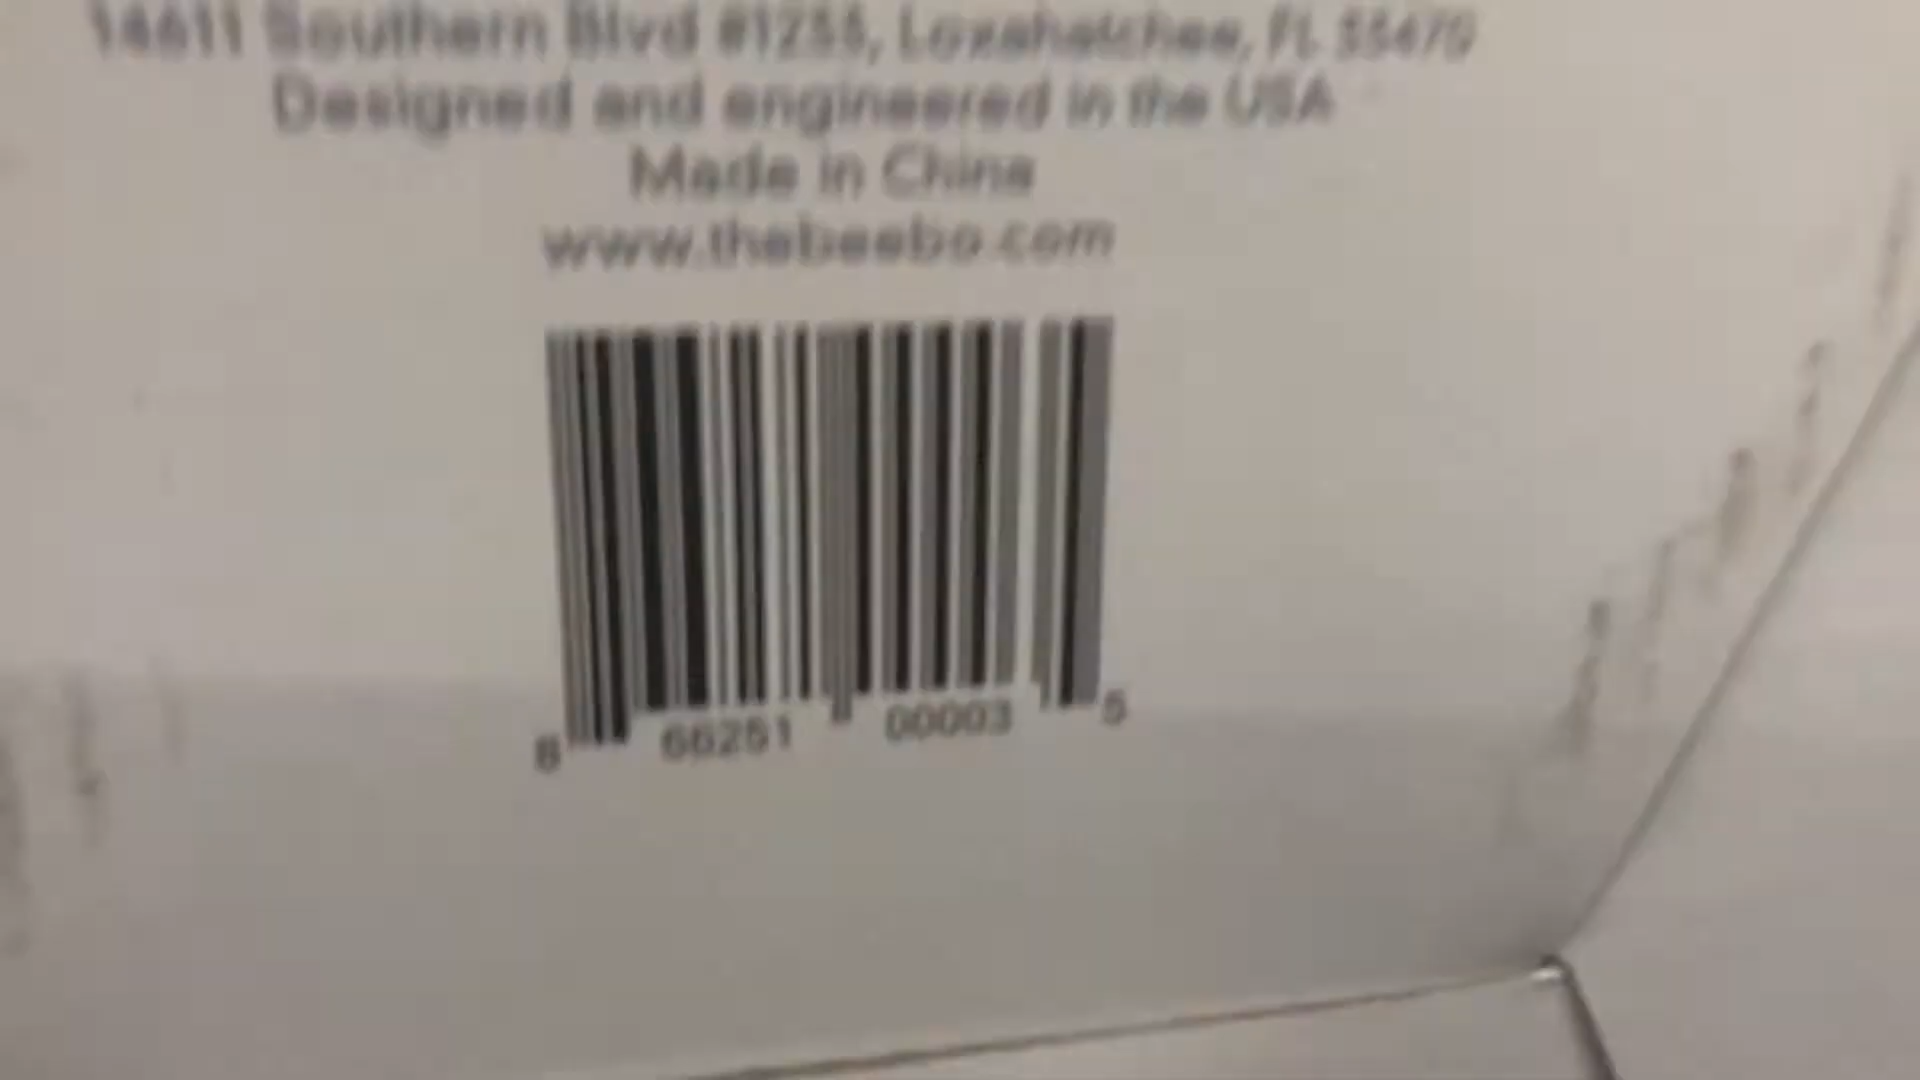 14611 Southern Blvd #1255, Loxahatchee, FL 33470
Designed and engineered in the USA
Made in China
www.thebeebo.com
8 66251 00003 5